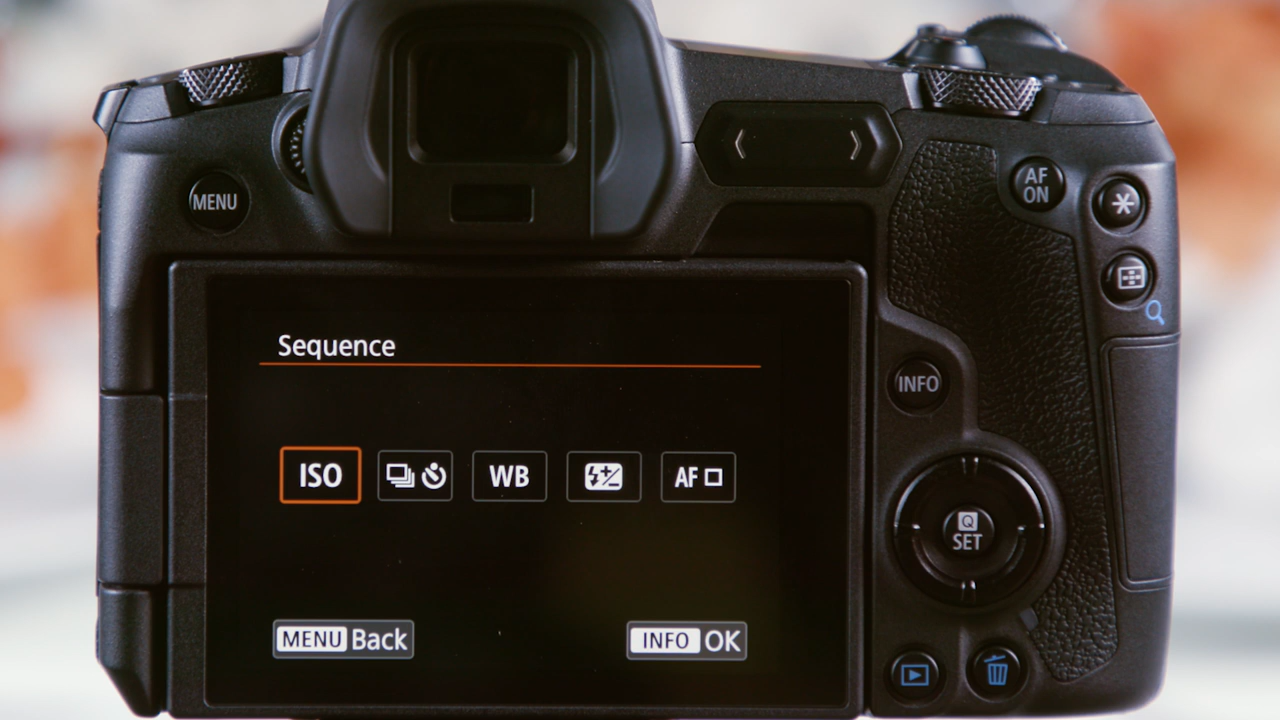 MENU
AF
ON
Sequence
INFO
ISO
WB
AF
Q
SET
MENU Back
INFO OK